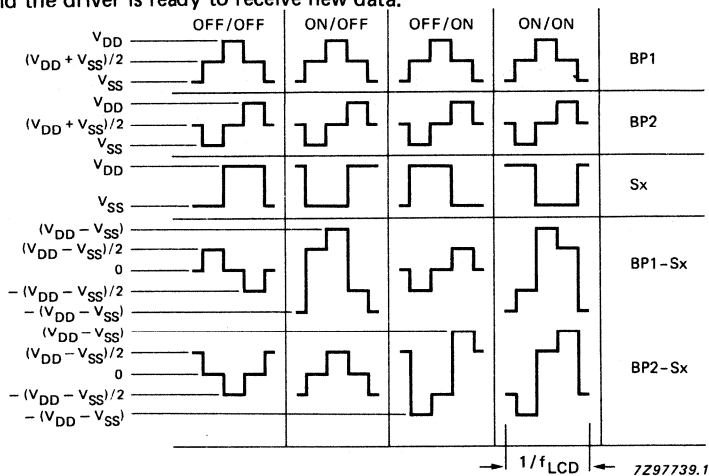 nd the driver is ready to receive new data.
OFF/OFF ON/OFF OFF/ON ON/ON
V_DD
(V_DD + V_SS)/2
V_SS
BP1
V_DD
(V_DD + V_SS)/2
V_SS
BP2
V_DD
V_SS
Sx
(V_DD − V_SS)
(V_DD − V_SS)/2
0
− (V_DD − V_SS)/2
− (V_DD − V_SS)
BP1-Sx
(V_DD − V_SS)
(V_DD − V_SS)/2
0
− (V_DD − V_SS)/2
− (V_DD − V_SS)
BP2-Sx
1/f_LCD
7Z97739.1